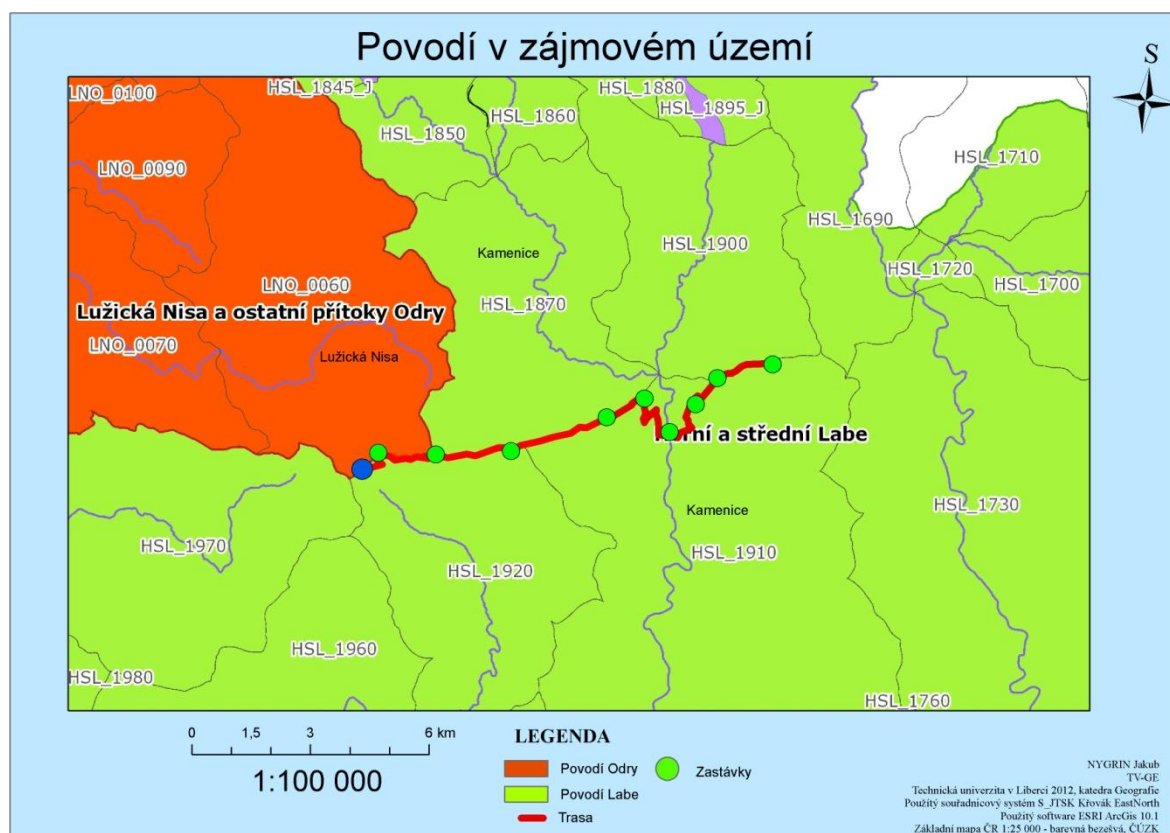 Povodí v zájmovém území
S
LNO_0100
HSL_1845_J
HSL_1880
HSL_1860
HSL_1895_J
HSL_1850
LNO_0090
HSL_1710
HSL_1690
HSL_1900
Kamenice
HSL_1720
HSL_1700
LNO_0060
HSL_1870
Lužická Nisa a ostatní přítoky Odry
LNO_0070
Lužická Nisa
a střední Labe
HSL_1730
Kamenice
HSL_1970
HSL_1910
HSL_1920
HSL_1960
HSL_1980
HSL_1760
0 1,5 3 6 km
1:100 000
LEGENDA
Povodí Odry
Zastávky
Povodí Labe
Trasa
NYGRIN Jakub
TV-GE
Technická univerzita v Liberci 2012, katedra Geografie
Použítý souřadnicový systém S_JTSK Křovák EastNorth
Použitý software ESRI ArcGis 10.1
Základní mapa ČR 1:25 000 - barevná bezešvá, ČÚZK